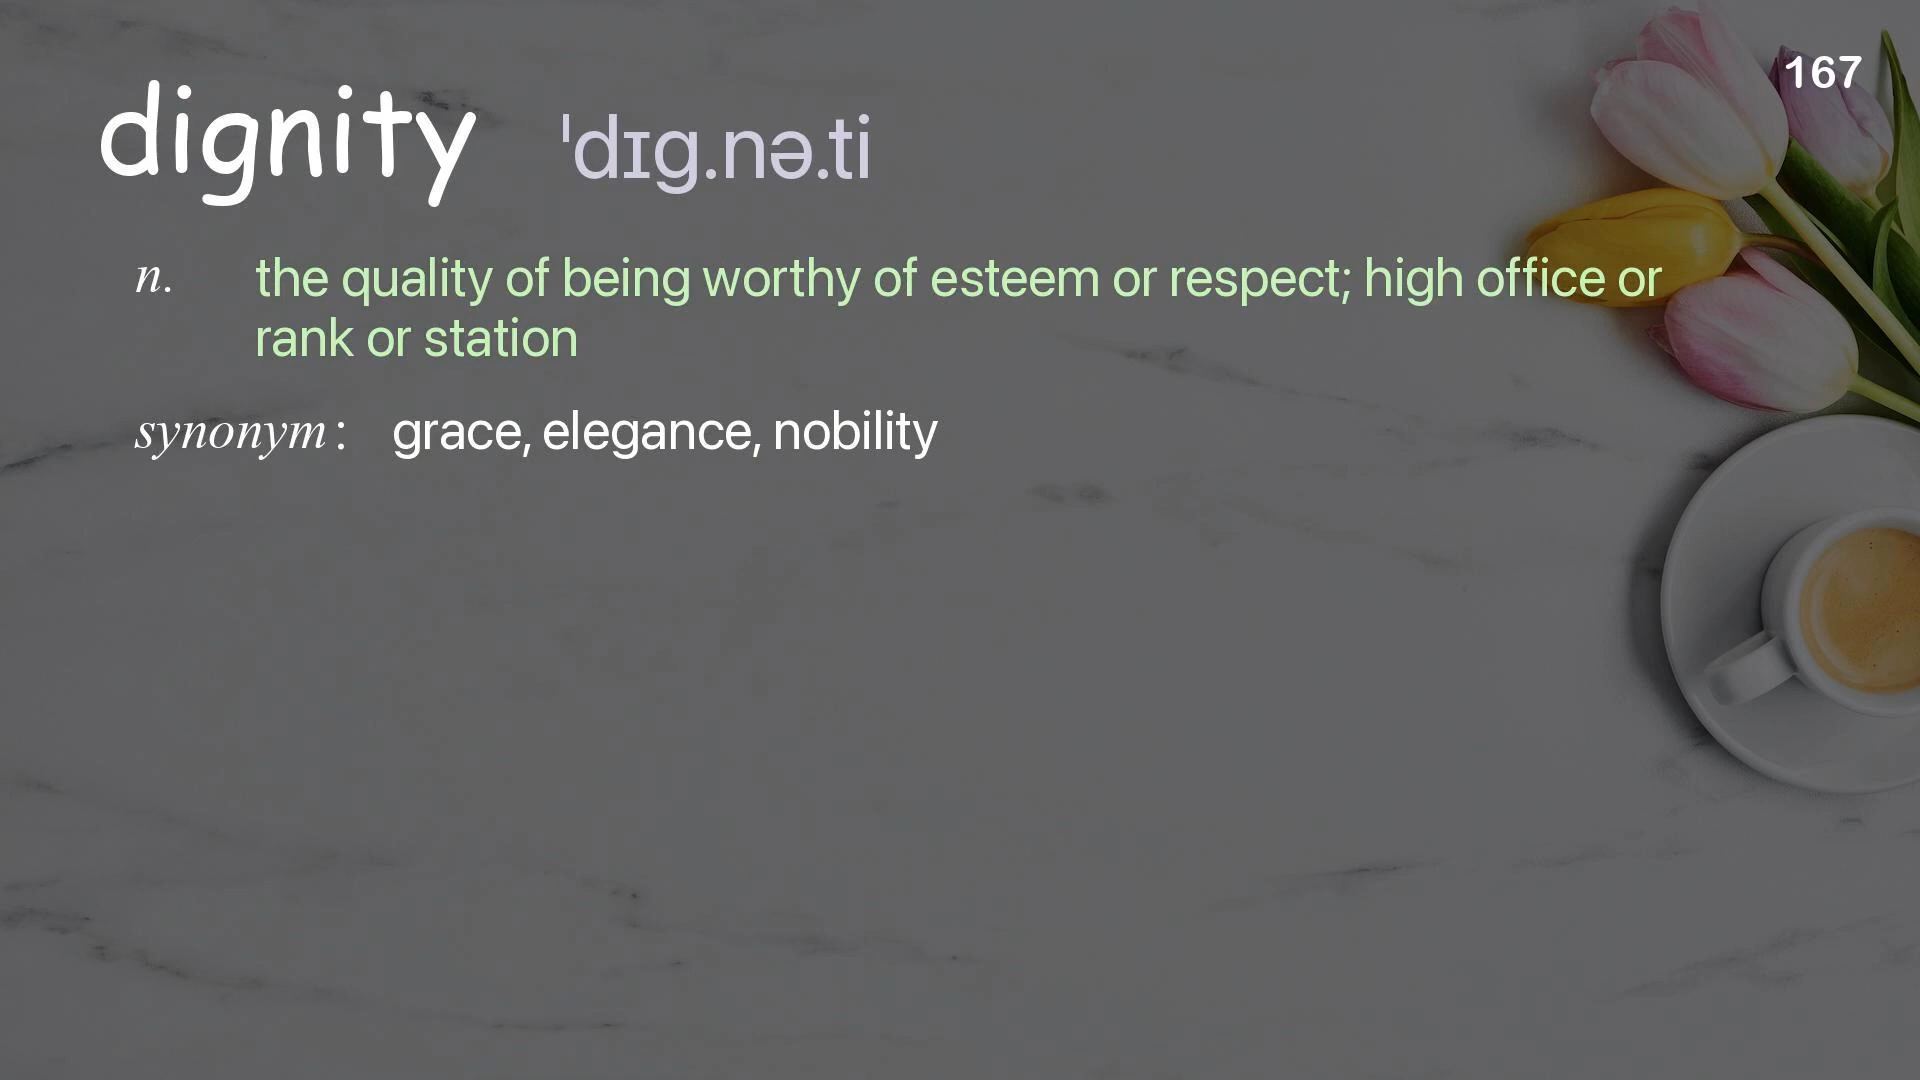 167
dignity ˈdɪg.nə.ti
n. the quality of being worthy of esteem or respect; high office or
rank or station
synonym: grace, elegance, nobility